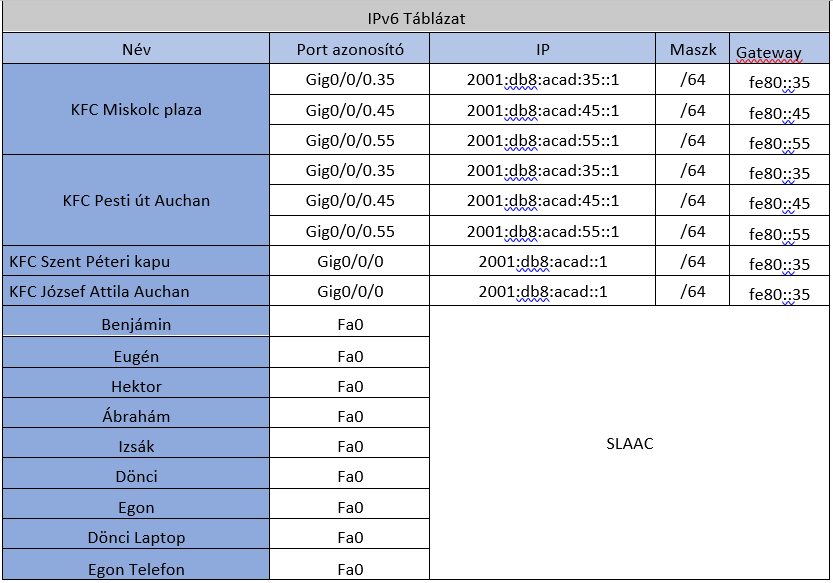 IPv6 Táblázat
Név Port azonosító IP Maszk Gateway
KFC Miskolc plaza Gig0/0/0.35 2001:db8:acad:35::1 /64 fe80::35
Gig0/0/0.45 2001:db8:acad:45::1 /64 fe80::45
Gig0/0/0.55 2001:db8:acad:55::1 /64 fe80::55
KFC Pesti út Auchan Gig0/0/0.35 2001:db8:acad:35::1 /64 fe80::35
Gig0/0/0.45 2001:db8:acad:45::1 /64 fe80::45
Gig0/0/0.55 2001:db8:acad:55::1 /64 fe80::55
KFC Szent Péteri kapu Gig0/0/0 2001:db8:acad::1 /64 fe80::35
KFC József Attila Auchan Gig0/0/0 2001:db8:acad::1 /64 fe80::35
Benjámin Fa0
Eugén Fa0
Hektor Fa0
Ábrahám Fa0
Izsák Fa0 SLAAC
Dönci Fa0
Egon Fa0
Dönci Laptop Fa0
Egon Telefon Fa0